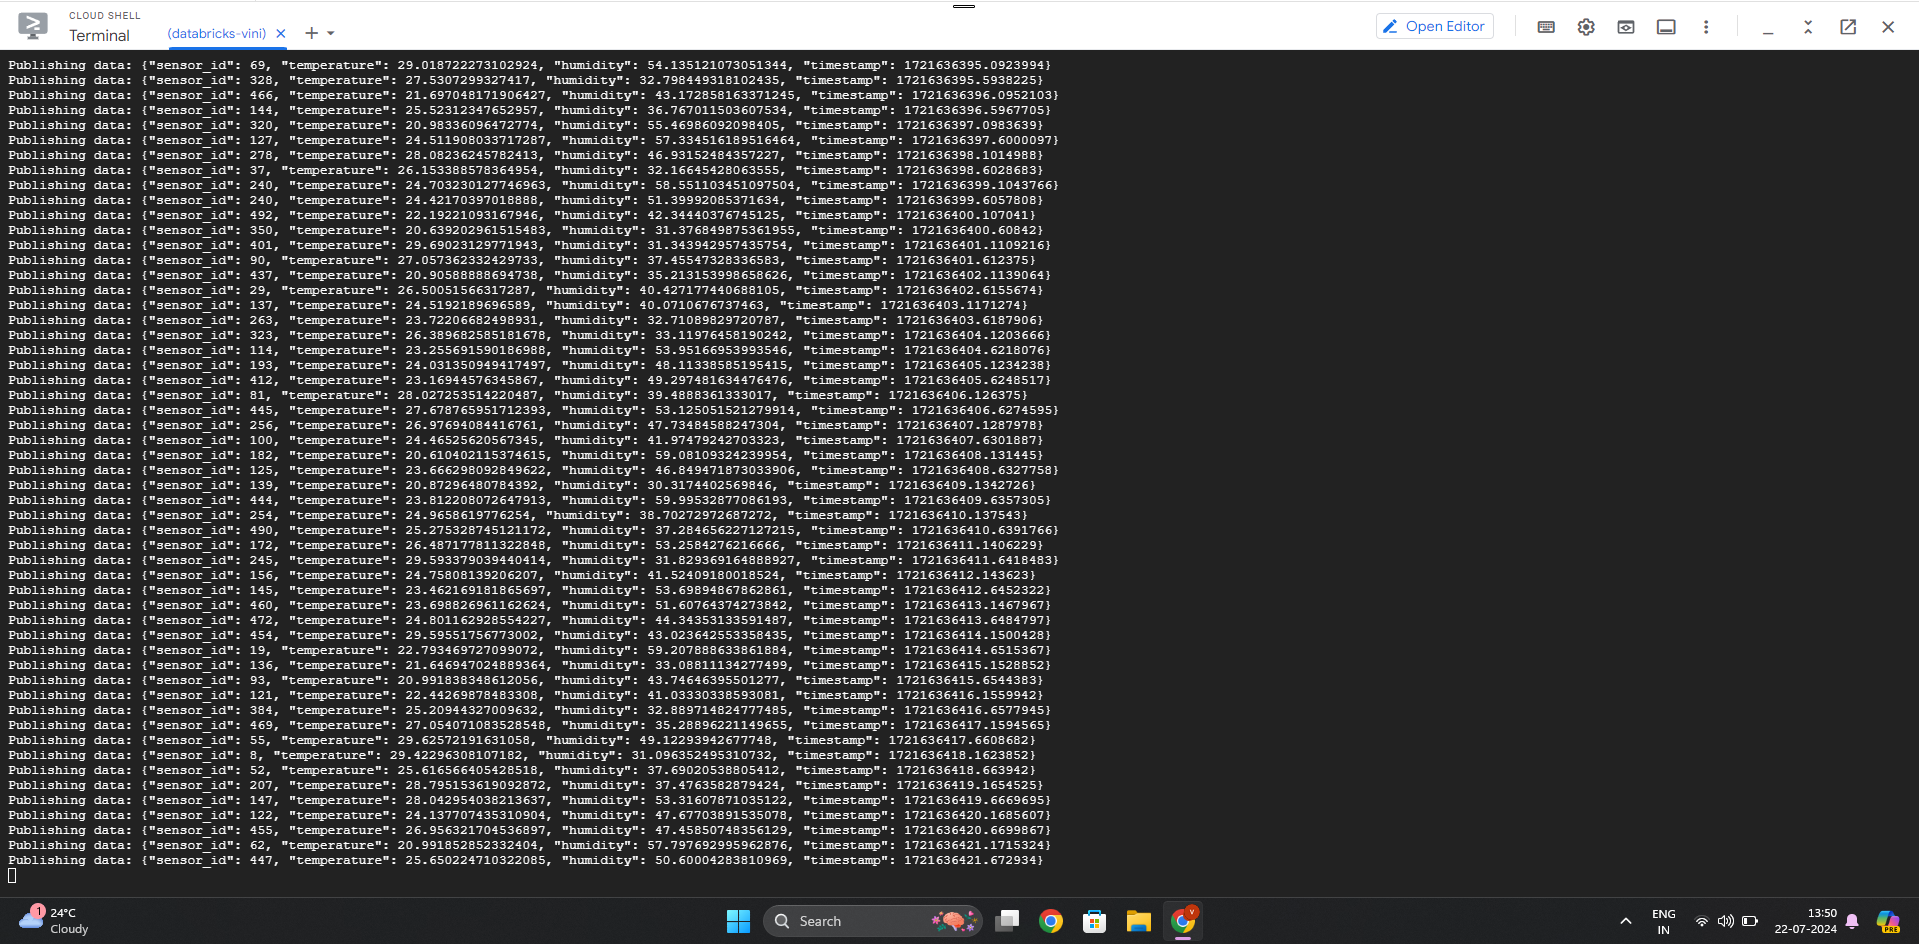 CLOUD SHELL
Terminal
(databricks-vini)
Open Editor
Publishing data: {"sensor_id": 69, "temperature": 29.018722273102924, "humidity": 54.135121073051344, "timestamp": 1721636395.0923994}
Publishing data: {"sensor_id": 328, "temperature": 27.5307299327417, "humidity": 32.798449318102435, "timestamp": 1721636395.5938225}
Publishing data: {"sensor_id": 466, "temperature": 21.697048171906427, "humidity": 43.172858163371245, "timestamp": 1721636396.0952103}
Publishing data: {"sensor_id": 144, "temperature": 25.52312347652957, "humidity": 36.767011503607534, "timestamp": 1721636396.5967705}
Publishing data: {"sensor_id": 320, "temperature": 20.98336096472774, "humidity": 55.46986092098405, "timestamp": 1721636397.0983639}
Publishing data: {"sensor_id": 127, "temperature": 24.511908033717287, "humidity": 57.334516189516464, "timestamp": 1721636397.6000097}
Publishing data: {"sensor_id": 278, "temperature": 28.08236245782413, "humidity": 46.93152484357227, "timestamp": 1721636398.1014988}
Publishing data: {"sensor_id": 37, "temperature": 26.153388578364954, "humidity": 32.16645428063555, "timestamp": 1721636398.6028683}
Publishing data: {"sensor_id": 240, "temperature": 24.703230127746963, "humidity": 58.551103451097504, "timestamp": 1721636399.1043766}
Publishing data: {"sensor_id": 240, "temperature": 24.42170397018888, "humidity": 51.39992085371634, "timestamp": 1721636399.6057808}
Publishing data: {"sensor_id": 492, "temperature": 22.19221093167946, "humidity": 42.34440376745125, "timestamp": 1721636400.107041}
Publishing data: {"sensor_id": 350, "temperature": 20.639202961515483, "humidity": 31.376849875361955, "timestamp": 1721636400.60842}
Publishing data: {"sensor_id": 401, "temperature": 29.69023129771943, "humidity": 31.343942957435754, "timestamp": 1721636401.1109216}
Publishing data: {"sensor_id": 90, "temperature": 27.057362332429733, "humidity": 37.45547328336583, "timestamp": 1721636401.612375}
Publishing data: {"sensor_id": 437, "temperature": 20.90588888694738, "humidity": 35.213153998658626, "timestamp": 1721636402.1139064}
Publishing data: {"sensor_id": 29, "temperature": 26.50051566317287, "humidity": 40.427177440688105, "timestamp": 1721636402.6155674}
Publishing data: {"sensor_id": 137, "temperature": 24.5192189696589, "humidity": 40.0710676737463, "timestamp": 1721636403.1171274}
Publishing data: {"sensor_id": 263, "temperature": 23.72206682498931, "humidity": 32.71089829720787, "timestamp": 1721636403.6187906}
Publishing data: {"sensor_id": 323, "temperature": 26.389682585181678, "humidity": 33.11976458190242, "timestamp": 1721636404.1203666}
Publishing data: {"sensor_id": 114, "temperature": 23.255691590186988, "humidity": 53.95166953993546, "timestamp": 1721636404.6218076}
Publishing data: {"sensor_id": 193, "temperature": 24.031350949417497, "humidity": 48.11338585195415, "timestamp": 1721636405.1234238}
Publishing data: {"sensor_id": 412, "temperature": 23.16944576345867, "humidity": 49.297481634476476, "timestamp": 1721636405.6248517}
Publishing data: {"sensor_id": 81, "temperature": 28.027253514220487, "humidity": 39.4888361333017, "timestamp": 1721636406.126375}
Publishing data: {"sensor_id": 445, "temperature": 27.678765951712393, "humidity": 53.125051521279914, "timestamp": 1721636406.6274595}
Publishing data: {"sensor_id": 256, "temperature": 26.97694084416761, "humidity": 47.73484588247304, "timestamp": 1721636407.1287978}
Publishing data: {"sensor_id": 100, "temperature": 24.46525620567345, "humidity": 41.97479242703323, "timestamp": 1721636407.6301887}
Publishing data: {"sensor_id": 182, "temperature": 20.610402115374615, "humidity": 59.08109324239954, "timestamp": 1721636408.131445}
Publishing data: {"sensor_id": 125, "temperature": 23.666298092849622, "humidity": 46.849471873033906, "timestamp": 1721636408.6327758}
Publishing data: {"sensor_id": 139, "temperature": 20.87296480784392, "humidity": 30.3174402569846, "timestamp": 1721636409.1342726}
Publishing data: {"sensor_id": 444, "temperature": 23.812208072647913, "humidity": 59.99532877086193, "timestamp": 1721636409.6357305}
Publishing data: {"sensor_id": 254, "temperature": 24.9658619776254, "humidity": 38.70272972687272, "timestamp": 1721636410.137543}
Publishing data: {"sensor_id": 490, "temperature": 25.275328745121172, "humidity": 37.284656227127215, "timestamp": 1721636410.6391766}
Publishing data: {"sensor_id": 172, "temperature": 26.487177811322848, "humidity": 53.2584276216666, "timestamp": 1721636411.1406229}
Publishing data: {"sensor_id": 245, "temperature": 29.593379039440414, "humidity": 31.829369164888927, "timestamp": 1721636411.6418483}
Publishing data: {"sensor_id": 156, "temperature": 24.75808139206207, "humidity": 41.52409180018524, "timestamp": 1721636412.143623}
Publishing data: {"sensor_id": 145, "temperature": 23.462169181865697, "humidity": 53.69894867862861, "timestamp": 1721636412.6452322}
Publishing data: {"sensor_id": 460, "temperature": 23.698826961162624, "humidity": 51.60764374273842, "timestamp": 1721636413.1467967}
Publishing data: {"sensor_id": 472, "temperature": 24.801162928554227, "humidity": 44.34353133591487, "timestamp": 1721636413.6484797}
Publishing data: {"sensor_id": 454, "temperature": 29.59551756773002, "humidity": 43.023642553358435, "timestamp": 1721636414.1500428}
Publishing data: {"sensor_id": 19, "temperature": 22.793469727099072, "humidity": 59.207888633861884, "timestamp": 1721636414.6515367}
Publishing data: {"sensor_id": 136, "temperature": 21.646947024889364, "humidity": 33.08811134277499, "timestamp": 1721636415.1528852}
Publishing data: {"sensor_id": 93, "temperature": 20.991838348612056, "humidity": 43.74646395501277, "timestamp": 1721636415.6544383}
Publishing data: {"sensor_id": 121, "temperature": 22.44269878483308, "humidity": 41.03330338593081, "timestamp": 1721636416.1559942}
Publishing data: {"sensor_id": 384, "temperature": 25.20944327009632, "humidity": 32.889714824777485, "timestamp": 1721636416.6577945}
Publishing data: {"sensor_id": 469, "temperature": 27.054071083528548, "humidity": 35.28896221149655, "timestamp": 1721636417.1594565}
Publishing data: {"sensor_id": 55, "temperature": 29.62572191631058, "humidity": 49.12293942677748, "timestamp": 1721636417.6608682}
Publishing data: {"sensor_id": 8, "temperature": 29.42296308107182, "humidity": 31.096352495310732, "timestamp": 1721636418.1623852}
Publishing data: {"sensor_id": 52, "temperature": 25.616566405428518, "humidity": 37.69020538805412, "timestamp": 1721636418.663942}
Publishing data: {"sensor_id": 207, "temperature": 28.795153619092872, "humidity": 37.4763582879424, "timestamp": 1721636419.1654525}
Publishing data: {"sensor_id": 147, "temperature": 28.042954038213637, "humidity": 53.31607871035122, "timestamp": 1721636419.6669695}
Publishing data: {"sensor_id": 122, "temperature": 24.137707435310904, "humidity": 47.67703891535078, "timestamp": 1721636420.1685607}
Publishing data: {"sensor_id": 455, "temperature": 26.956321704536897, "humidity": 47.45850748356129, "timestamp": 1721636420.6699867}
Publishing data: {"sensor_id": 62, "temperature": 20.991852852332404, "humidity": 57.797692995962876, "timestamp": 1721636421.1715324}
Publishing data: {"sensor_id": 447, "temperature": 25.650224710322085, "humidity": 50.60004283810969, "timestamp": 1721636421.672934}
1
24°C
Cloudy
Search
V
ENG
IN
13:50
22-07-2024
PRE